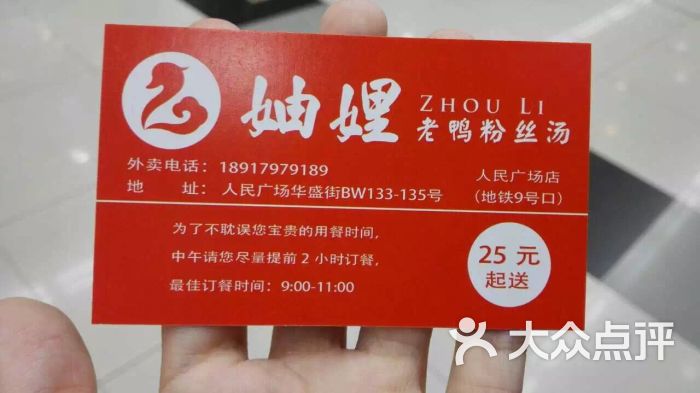 妯娌
ZHOU LI
老鸭粉丝汤
外卖电话：18917979189
地 址：人民广场华盛街BW133-135号
人民广场店
(地铁9号口)
为了不耽误您宝贵的用餐时间，
中午请您尽量提前2小时订餐，
最佳订餐时间：9:00-11:00
25 元
起送
大众点评